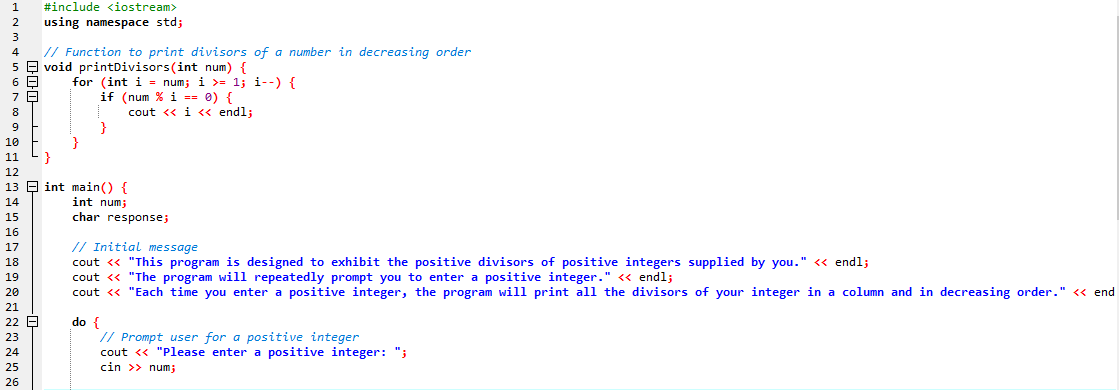 1 #include <iostream>
2 using namespace std;
3
4 // Function to print divisors of a number in decreasing order
5 void printDivisors(int num) {
6 for (int i = num; i >= 1; i--) {
7 if (num % i == 0) {
8 cout << i << endl;
9 }
10 }
11 }
12
13 int main() {
14 int num;
15 char response;
16
17 // Initial message
18 cout << "This program is designed to exhibit the positive divisors of positive integers supplied by you." << endl;
19 cout << "The program will repeatedly prompt you to enter a positive integer." << endl;
20 cout << "Each time you enter a positive integer, the program will print all the divisors of your integer in a column and in decreasing order." << end
21
22 do {
23 // Prompt user for a positive integer
24 cout << "Please enter a positive integer: ";
25 cin >> num;
26